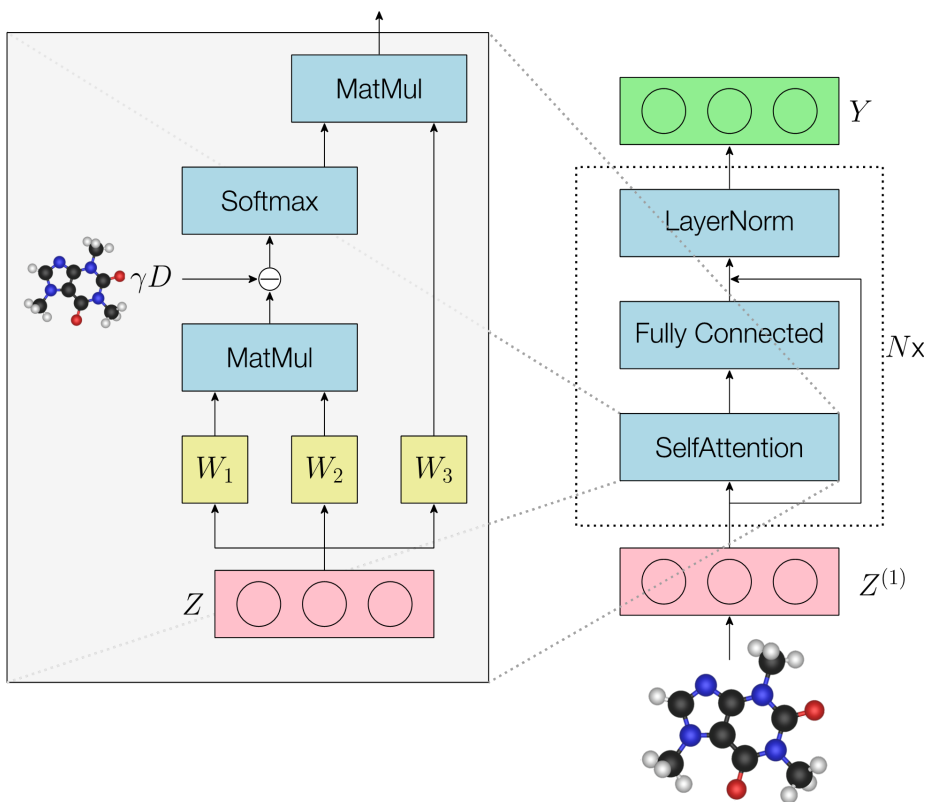 MatMul
Softmax
γD
−
MatMul
W₁ W₂ W₃
Z
Y
LayerNorm
Fully Connected
Nx
SelfAttention
Z⁽¹⁾